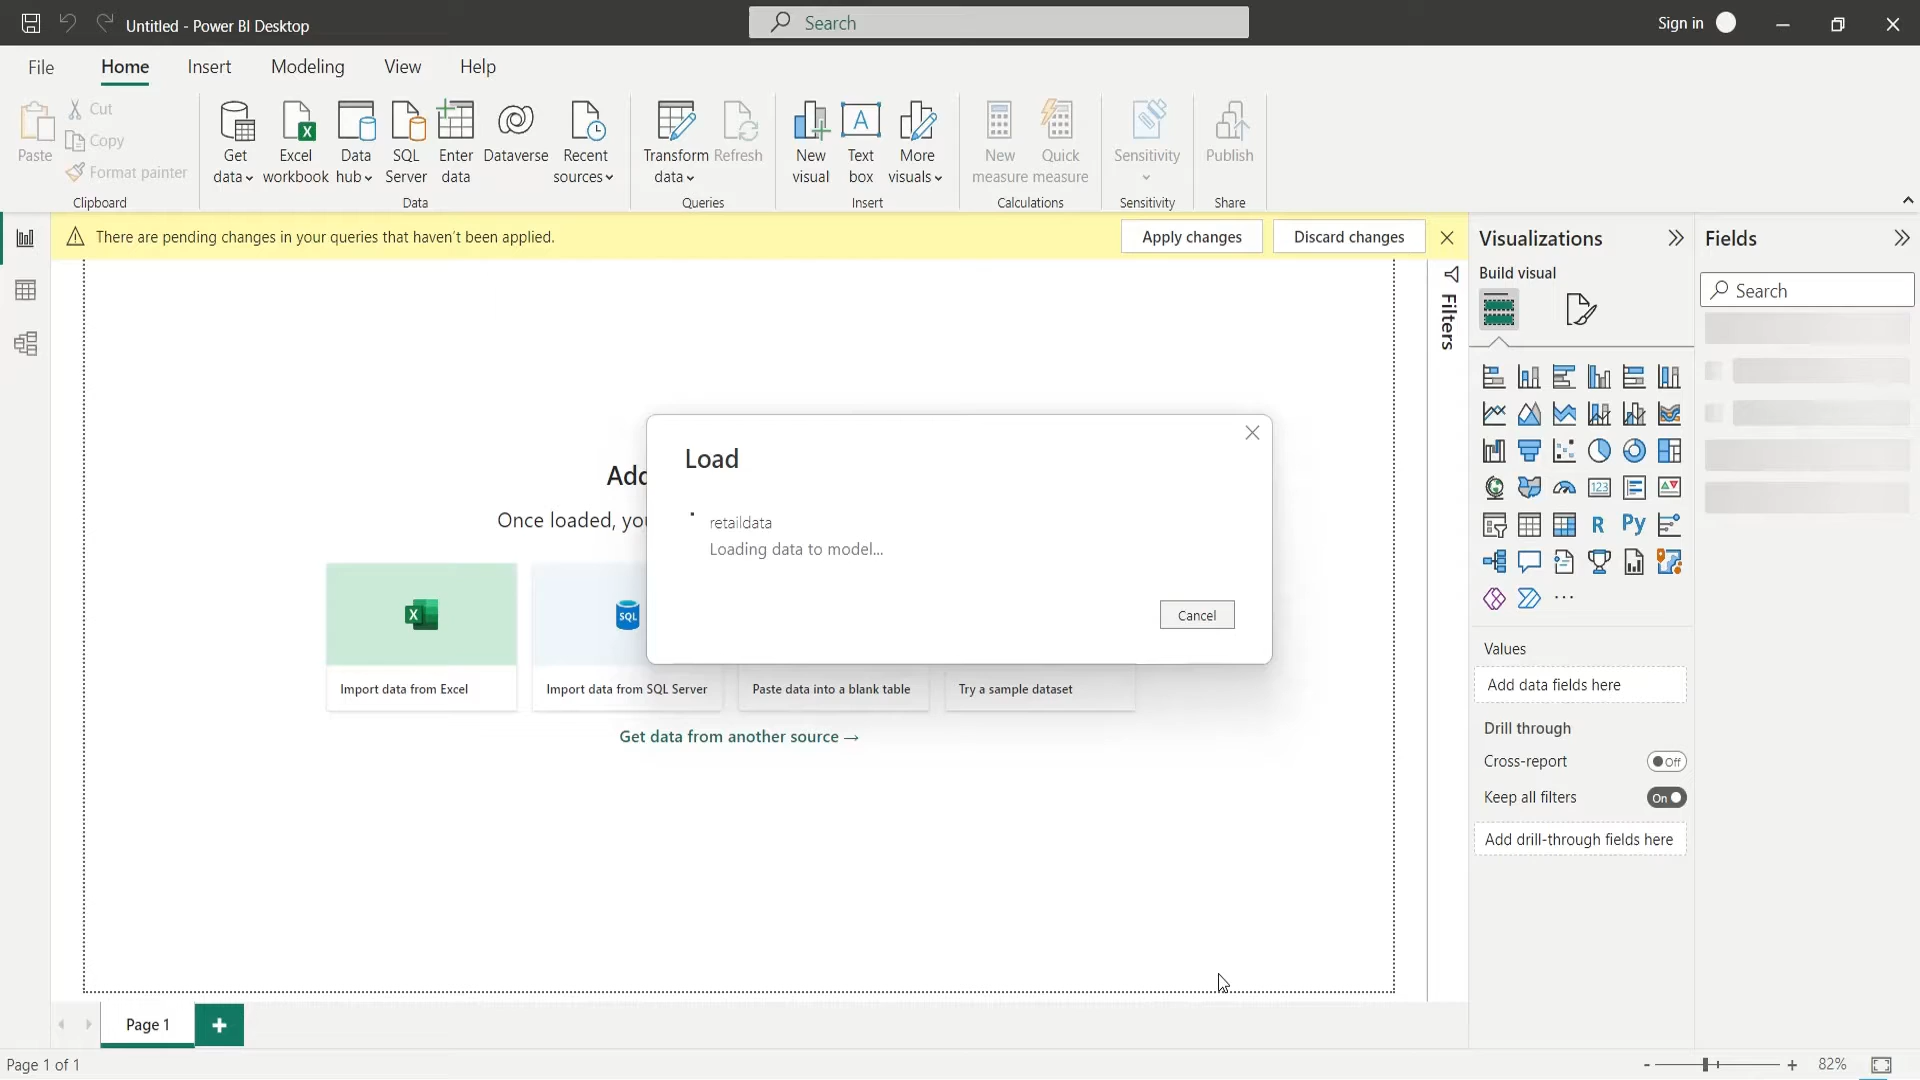 Untitled - Power BI Desktop
Search
Sign in
File
Home
Insert
Modeling
View
Help
Paste
Cut
Copy
Format painter
Clipboard
Get data
Excel workbook
Data hub
SQL Server
Enter data
Dataverse
Recent sources
Data
Transform data
Refresh
Queries
New visual
A
Text box
More visuals
Insert
New measure
Quick measure
Calculations
Sensitivity
Sensitivity
Publish
Share
There are pending changes in your queries that haven't been applied.
Apply changes
Discard changes
Filters
Visualizations
Build visual
Fields
Search
123
R
Py
Values
Add data fields here
Drill through
Cross-report
Off
Keep all filters
On
Add drill-through fields here
Add
Once loaded, you
Load
retaildata
Loading data to model...
Cancel
X
SQL
Import data from Excel
Import data from SQL Server
Paste data into a blank table
Try a sample dataset
Get data from another source →
Page 1
+
Page 1 of 1
- + 82%